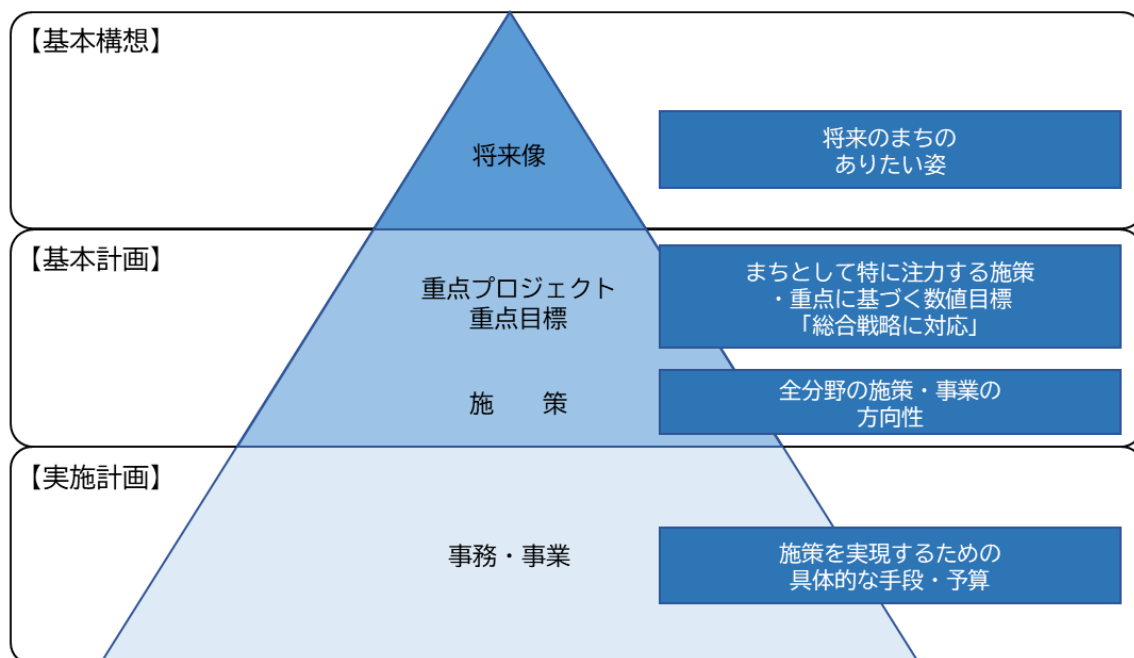 【基本構想】
将来像
将来のまちの
ありたい姿
【基本計画】
重点プロジェクト
重点目標
まちとして特に注力する施策
・重点に基づく数値目標
「総合戦略に対応」
施　　策
全分野の施策・事業の
方向性
【実施計画】
事務・事業
施策を実現するための
具体的な手段・予算